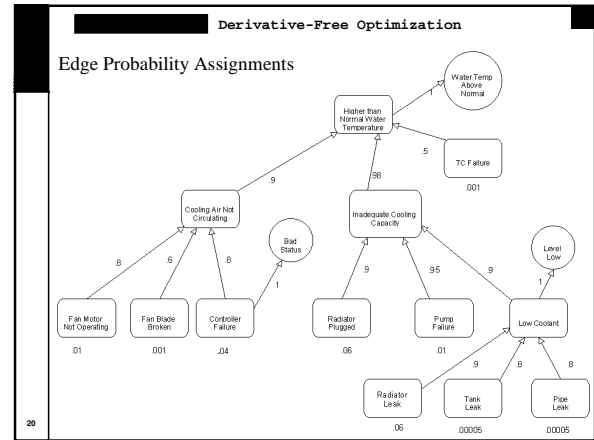 Derivative-Free Optimization
Edge Probability Assignments
Water Temp
Above
Normal
1
Higher than
Normal Water
Temperature
.5
TC Failure
.001
.9
.98
Cooling Air Not
Circulating
Inadequate Cooling
Capacity
Bad
Status
Level
Low
.8
.6
.8
1
.9
.95
.9
1
Fan Motor
Not Operating
Fan Blade
Broken
Controller
Failure
Radiator
Plugged
Pump
Failure
Low Coolant
.01
.001
.04
.06
.01
.9
.8
.8
Radiator
Leak
Tank
Leak
Pipe
Leak
.06
.00005
.00005
20